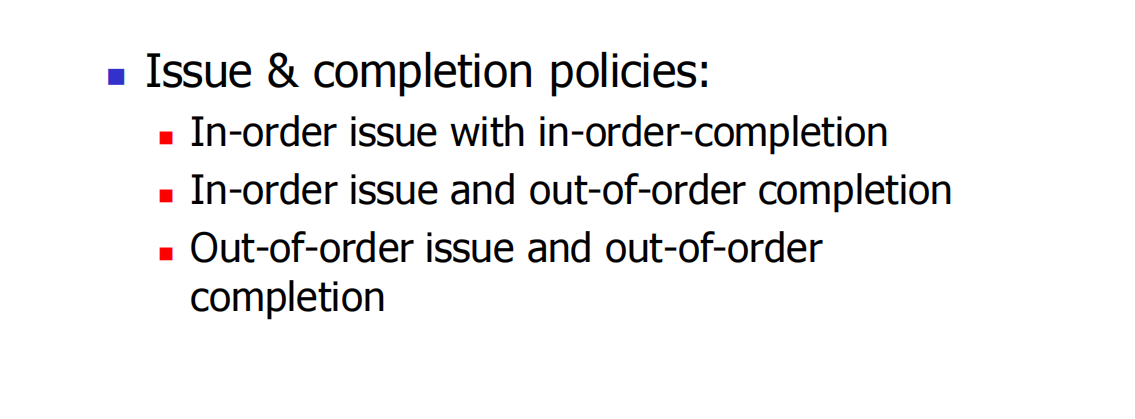 Issue & completion policies:
In-order issue with in-order-completion
In-order issue and out-of-order completion
Out-of-order issue and out-of-order
completion